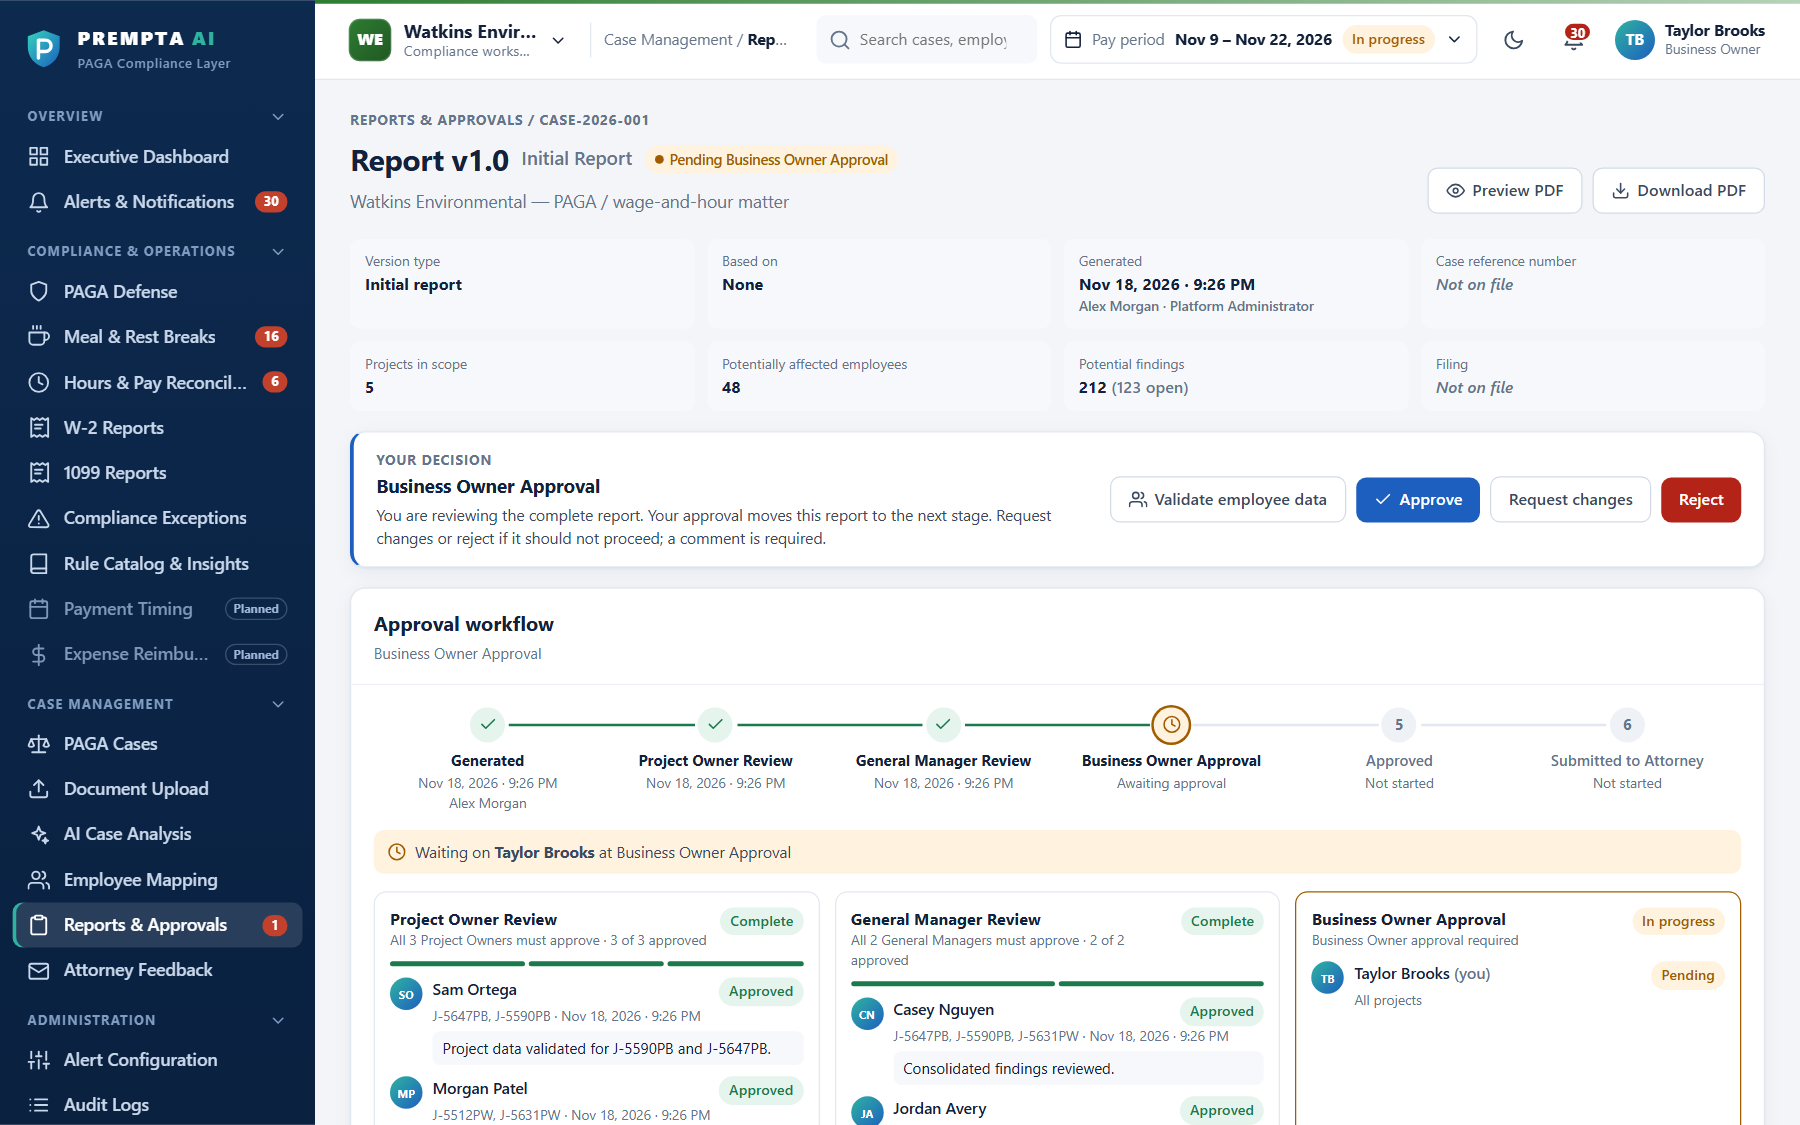 PREMPTA AI
PAGA Compliance Layer
OVERVIEW
Executive Dashboard
Alerts & Notifications 30
COMPLIANCE & OPERATIONS
PAGA Defense
Meal & Rest Breaks 16
Hours & Pay Reconcil... 6
W-2 Reports
1099 Reports
Compliance Exceptions
Rule Catalog & Insights
Payment Timing Planned
Expense Reimbu... Planned
CASE MANAGEMENT
PAGA Cases
Document Upload
AI Case Analysis
Employee Mapping
Reports & Approvals 1
Attorney Feedback
ADMINISTRATION
Alert Configuration
Audit Logs
WE
Watkins Envir...
Compliance works...
Case Management / Rep...
Search cases, employ
Pay period Nov 9 – Nov 22, 2026 In progress
30
TB
Taylor Brooks
Business Owner
REPORTS & APPROVALS / CASE-2026-001
Report v1.0 Initial Report Pending Business Owner Approval
Watkins Environmental — PAGA / wage-and-hour matter
Preview PDF
Download PDF
Version type
Initial report
Based on
None
Generated
Nov 18, 2026 · 9:26 PM
Alex Morgan · Platform Administrator
Case reference number
Not on file
Projects in scope
5
Potentially affected employees
48
Potential findings
212 (123 open)
Filing
Not on file
YOUR DECISION
Business Owner Approval
You are reviewing the complete report. Your approval moves this report to the next stage. Request
changes or reject if it should not proceed; a comment is required.
Validate employee data
Approve
Request changes
Reject
Approval workflow
Business Owner Approval
Generated
Nov 18, 2026 · 9:26 PM
Alex Morgan
Project Owner Review
Nov 18, 2026 · 9:26 PM
General Manager Review
Nov 18, 2026 · 9:26 PM
Business Owner Approval
Awaiting approval
5
Approved
Not started
6
Submitted to Attorney
Not started
Waiting on Taylor Brooks at Business Owner Approval
Project Owner Review Complete
All 3 Project Owners must approve · 3 of 3 approved
SO
Sam Ortega Approved
J-5647PB, J-5590PB · Nov 18, 2026 · 9:26 PM
Project data validated for J-5590PB and J-5647PB.
MP
Morgan Patel Approved
J-5512PW, J-5631PW · Nov 18, 2026 · 9:26 PM
General Manager Review Complete
All 2 General Managers must approve · 2 of 2
approved
CN
Casey Nguyen Approved
J-5647PB, J-5590PB, J-5631PW · Nov 18, 2026 · 9:26 PM
Consolidated findings reviewed.
JA
Jordan Avery Approved
Business Owner Approval In progress
Business Owner approval required
TB
Taylor Brooks (you) Pending
All projects